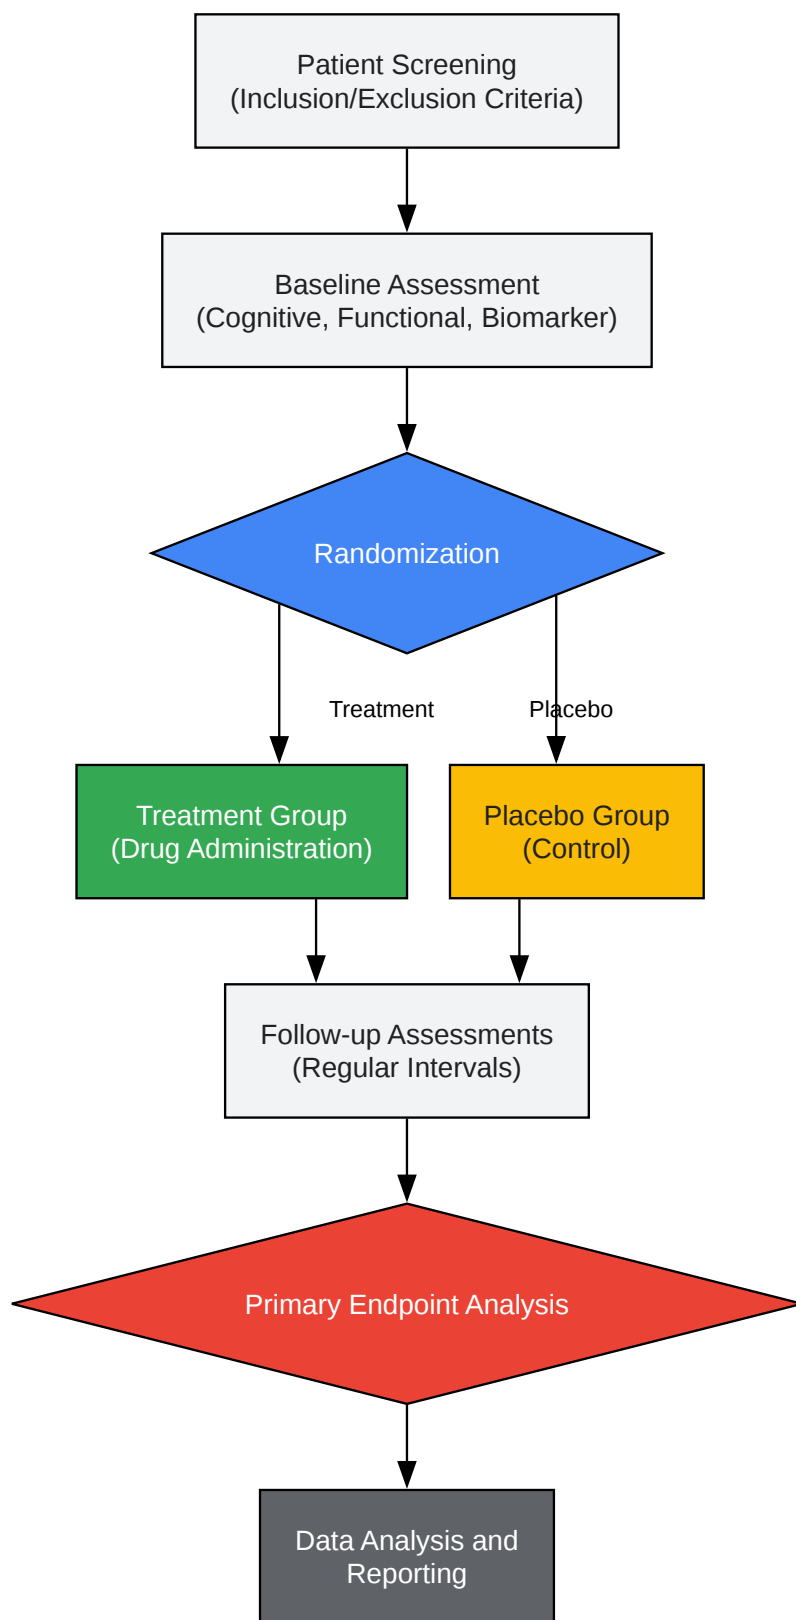 Patient Screening
(Inclusion/Exclusion Criteria)
Baseline Assessment
(Cognitive, Functional, Biomarker)
Randomization
Treatment
Placebo
Treatment Group
(Drug Administration)
Placebo Group
(Control)
Follow-up Assessments
(Regular Intervals)
Primary Endpoint Analysis
Data Analysis and
Reporting